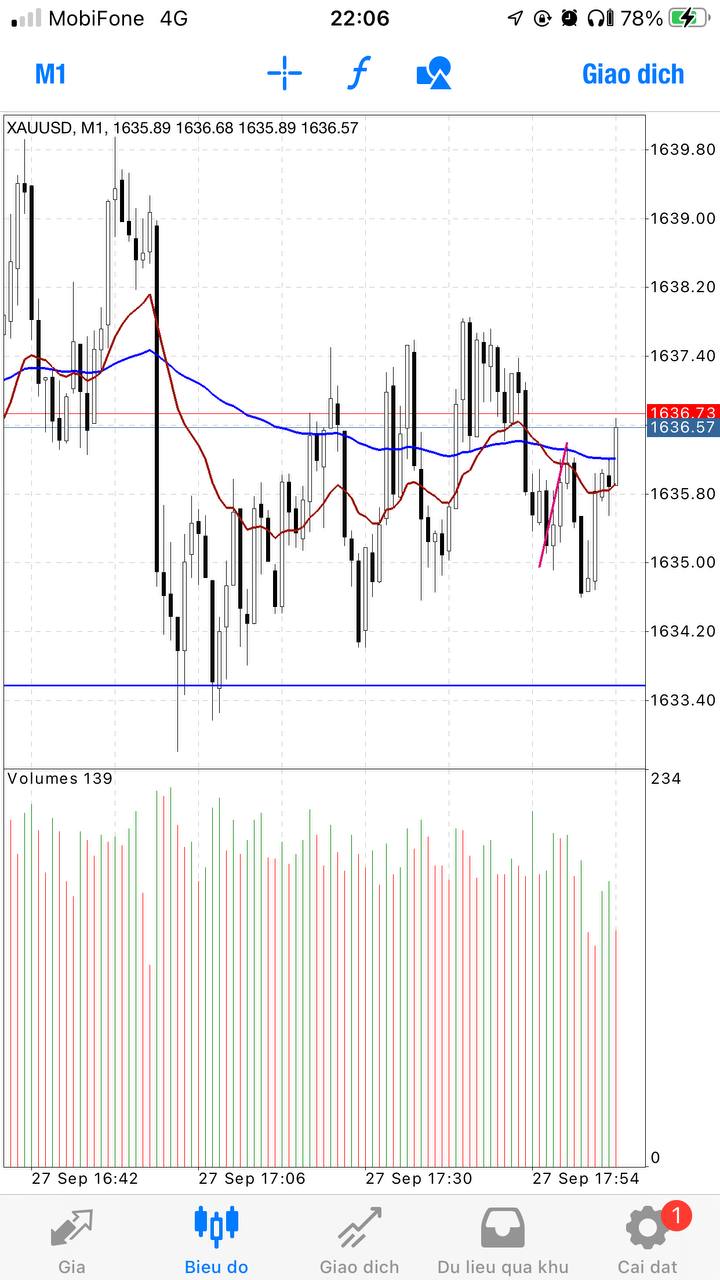 MobiFone 4G 22:06 78%
M1 Giao dich
XAUUSD, M1, 1635.89 1636.68 1635.89 1636.57
1639.80
1639.00
1638.20
1637.40
1636.73
1636.57
1635.80
1635.00
1634.20
1633.40
Volumes 139 234
0
27 Sep 16:42 27 Sep 17:06 27 Sep 17:30 27 Sep 17:54
1
Gia Bieu do Giao dich Du lieu qua khu Cai dat